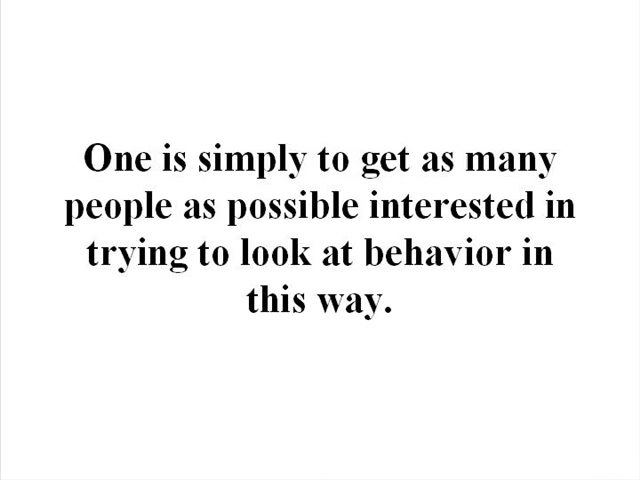 One is simply to get as many
people as possible interested in
trying to look at behavior in
this way.